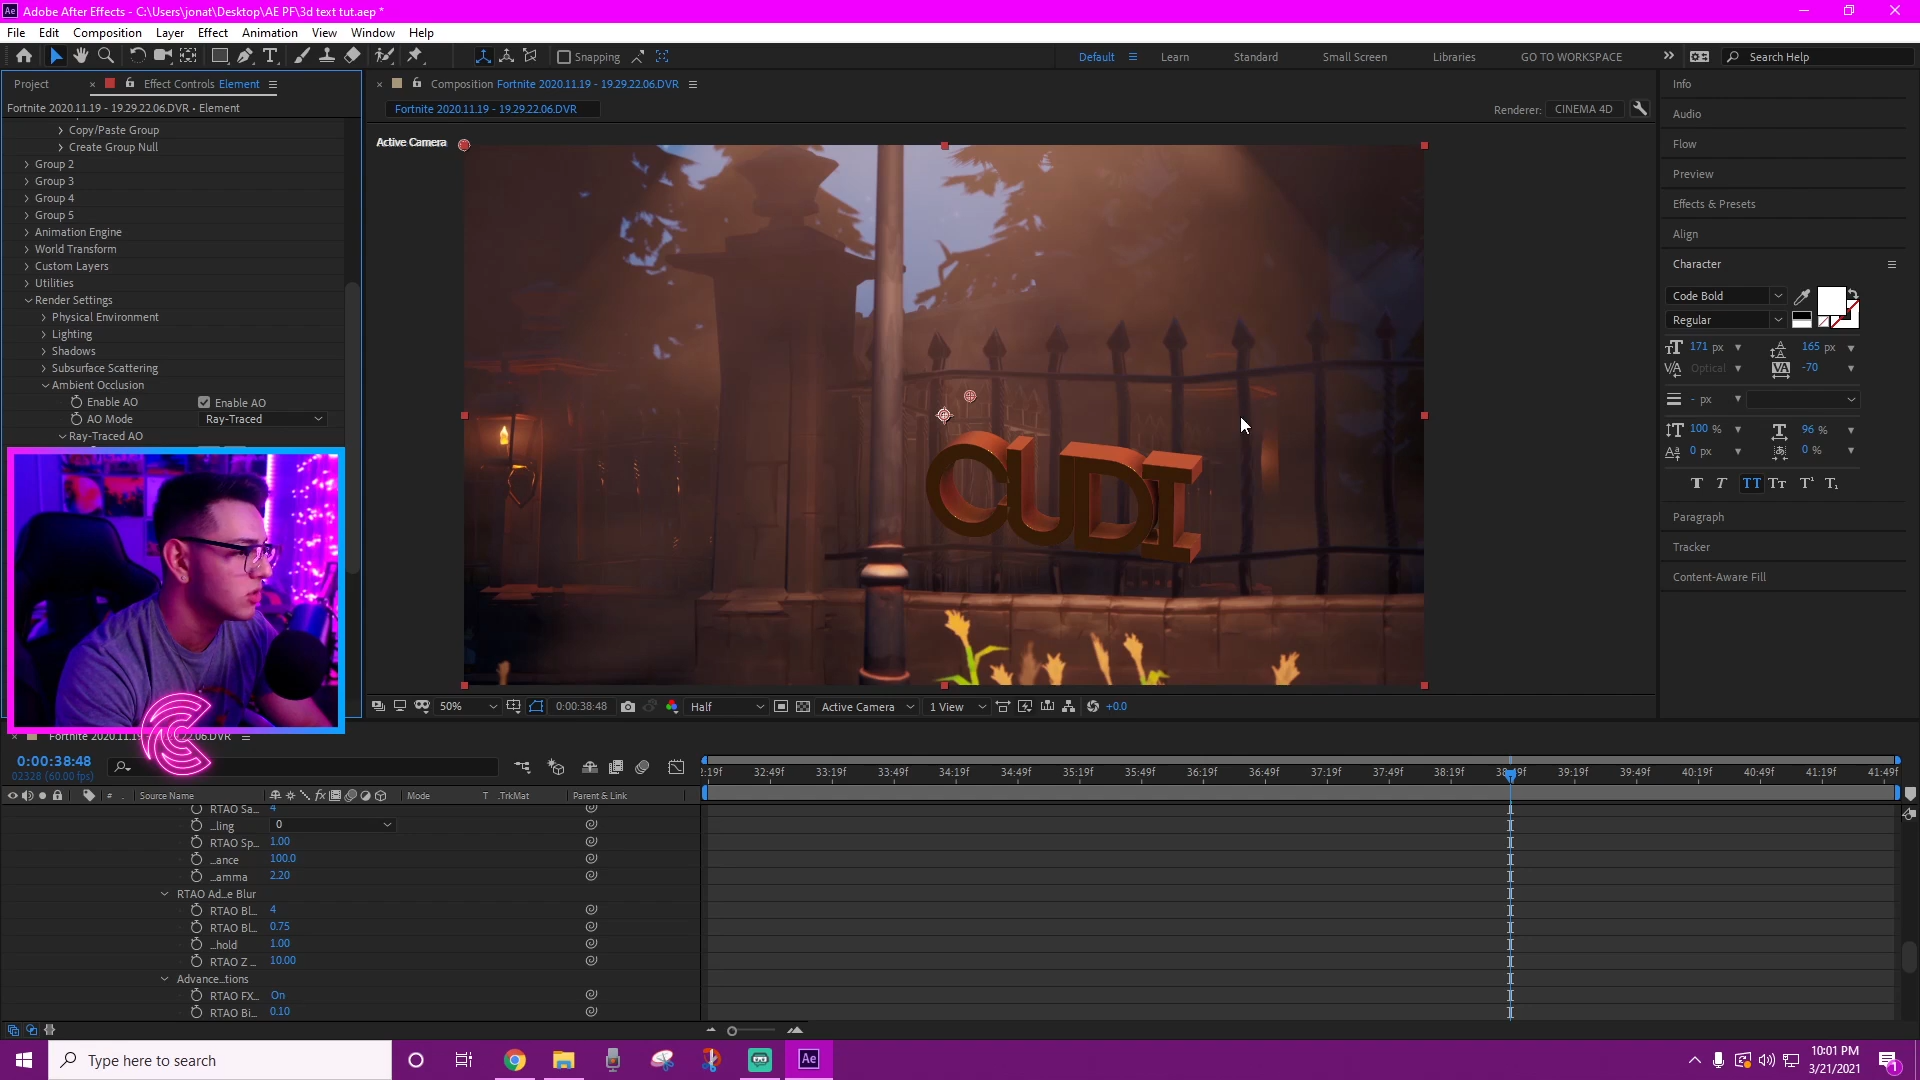 Adobe After Effects - C:\Users\jonat\Desktop\AE PF\3d text tut.aep *
File Edit Composition Layer Effect Animation View Window Help
Snapping
Default Learn Standard Small Screen Libraries GO TO WORKSPACE Search Help
Project Effect Controls Element
Fortnite 2020.11.19 - 19.29.22.06.DVR • Element
Copy/Paste Group
Create Group Null
Group 2
Group 3
Group 4
Group 5
Animation Engine
World Transform
Custom Layers
Utilities
Render Settings
Physical Environment
Lighting
Shadows
Subsurface Scattering
Ambient Occlusion
Enable AO Enable AO
AO Mode Ray-Traced
Ray-Traced AO
Composition Fortnite 2020.11.19 - 19.29.22.06.DVR
Fortnite 2020.11.19 - 19.29.22.06.DVR
Renderer: CINEMA 4D
Active Camera
CUDI
50% 0:00:38:48 Half Active Camera 1 View +0.0
Info
Audio
Flow
Preview
Effects & Presets
Align
Character
Code Bold
Regular
171 px 165 px
Optical -70
- px
100 % 96 %
0 px 0 %
Paragraph
Tracker
Content-Aware Fill
0:00:38:48
02328 (60.00 fps)
32:49f 33:19f 33:49f 34:19f 34:49f 35:19f 35:49f 36:19f 36:49f 37:19f 37:49f 38:19f 39:19f 39:49f 40:19f 40:49f 41:19f 41:49f
# Source Name Mode T .TrkMat Parent & Link
RTAO Sa... 4
...ling 0
RTAO Sp... 1.00
...ance 100.0
...amma 2.20
RTAO Ad...e Blur
RTAO Bl... 4
RTAO Bl... 0.75
...hold 1.00
RTAO Z ... 10.00
Advance...tions
RTAO FX... On
RTAO Bi... 0.10
Type here to search
Ae
10:01 PM
3/21/2021
1